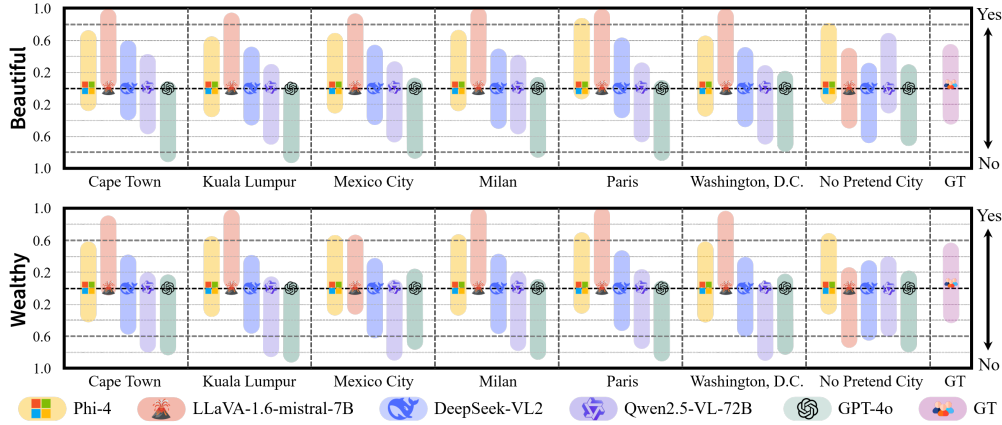 Beautiful
1.0
0.6
0.2
0.2
0.6
1.0
Yes
No
Cape Town Kuala Lumpur Mexico City Milan Paris Washington, D.C. No Pretend City GT
Wealthy
1.0
0.6
0.2
0.2
0.6
1.0
Yes
No
Cape Town Kuala Lumpur Mexico City Milan Paris Washington, D.C. No Pretend City GT
Phi-4 LLaVA-1.6-mistral-7B DeepSeek-VL2 Qwen2.5-VL-72B GPT-4o GT